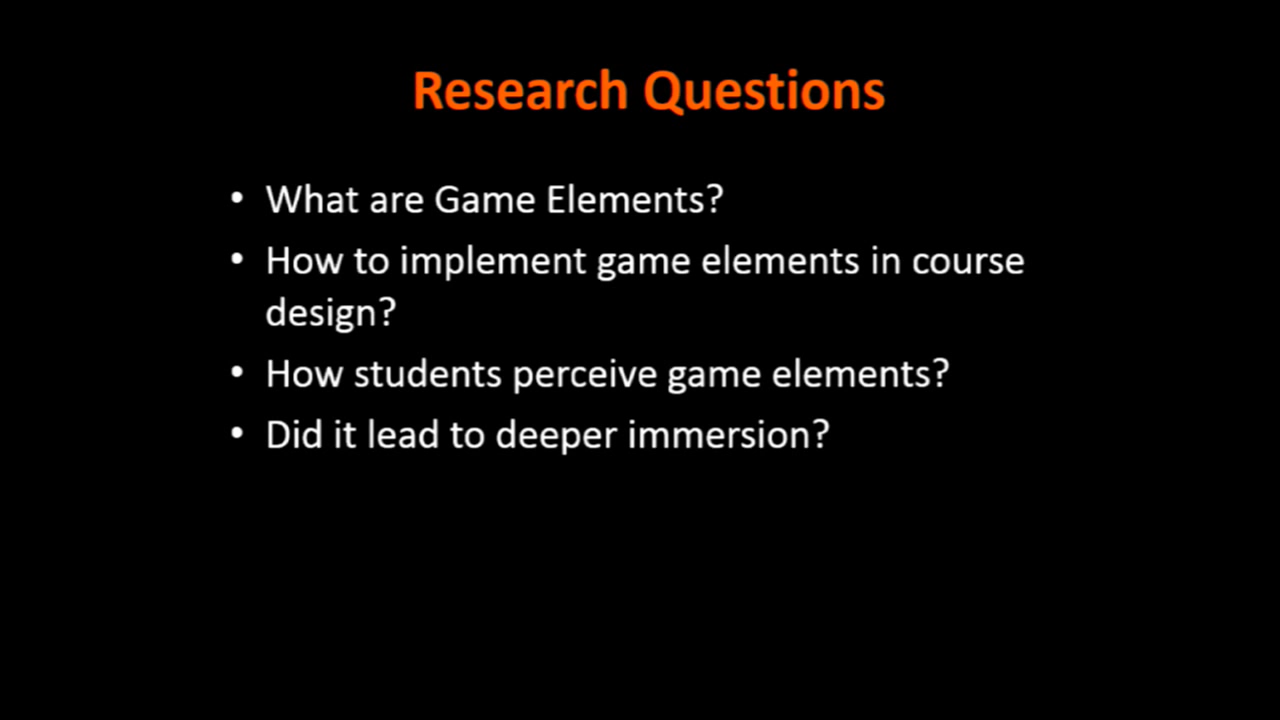 Research Questions
• What are Game Elements?
• How to implement game elements in course
design?
• How students perceive game elements?
• Did it lead to deeper immersion?